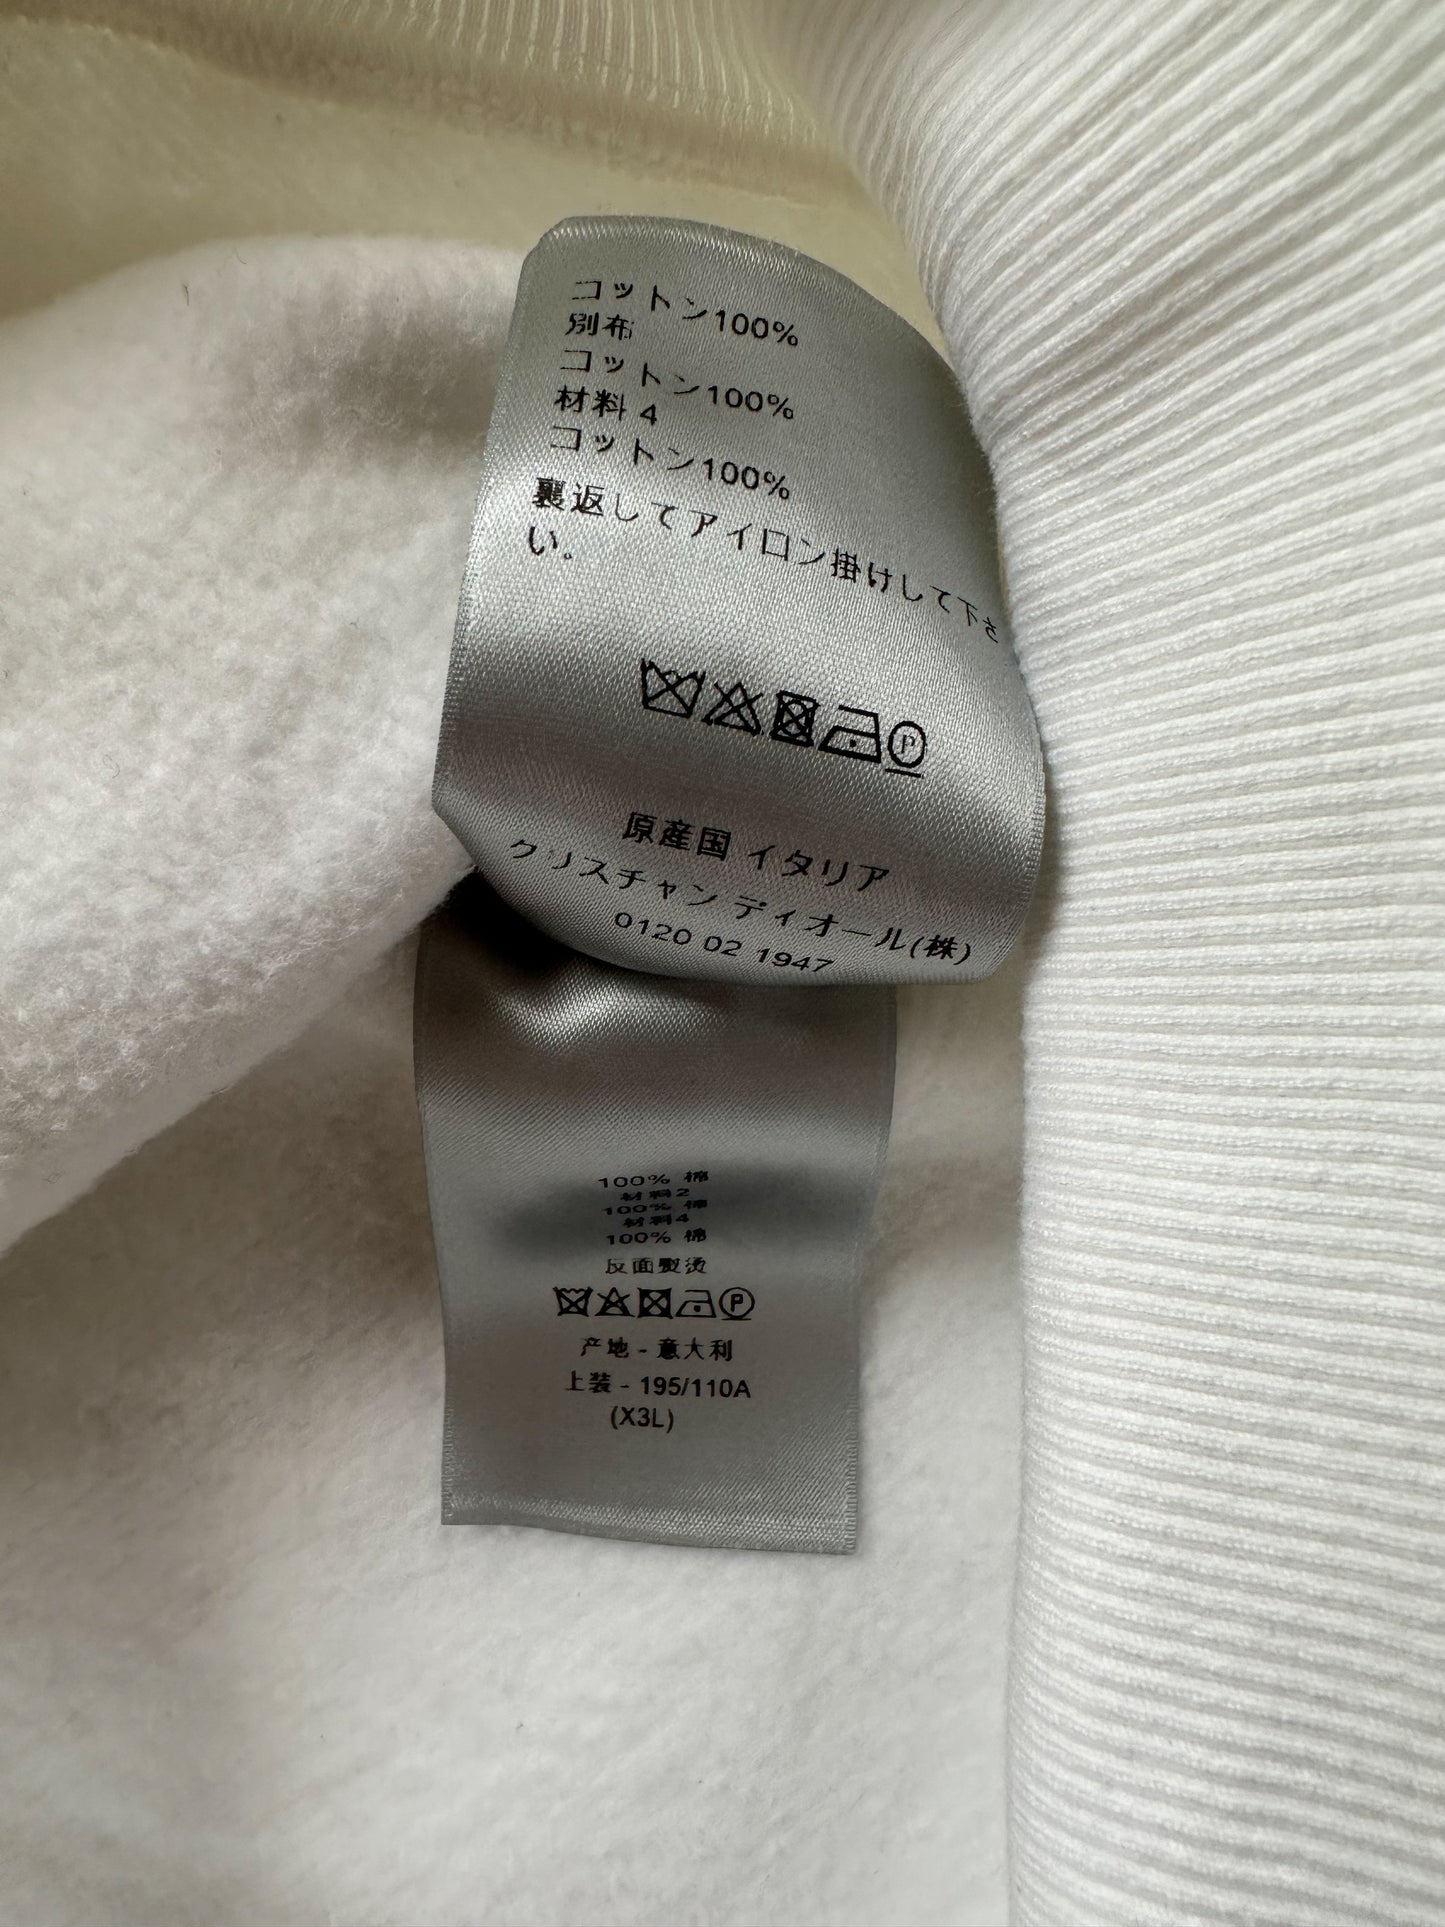 コットン100%
別布
コットン100%
材料 4
コットン100%
裏返してアイロン掛けして下さ
い。
P
原産国 イタリア
クリスチャン ディオール(株)
0120 02 1947
100% 棉
材料2
100% 棉
材料4
100% 棉
反面熨烫
P
产地 - 意大利
上装 - 195/110A
(X3L)